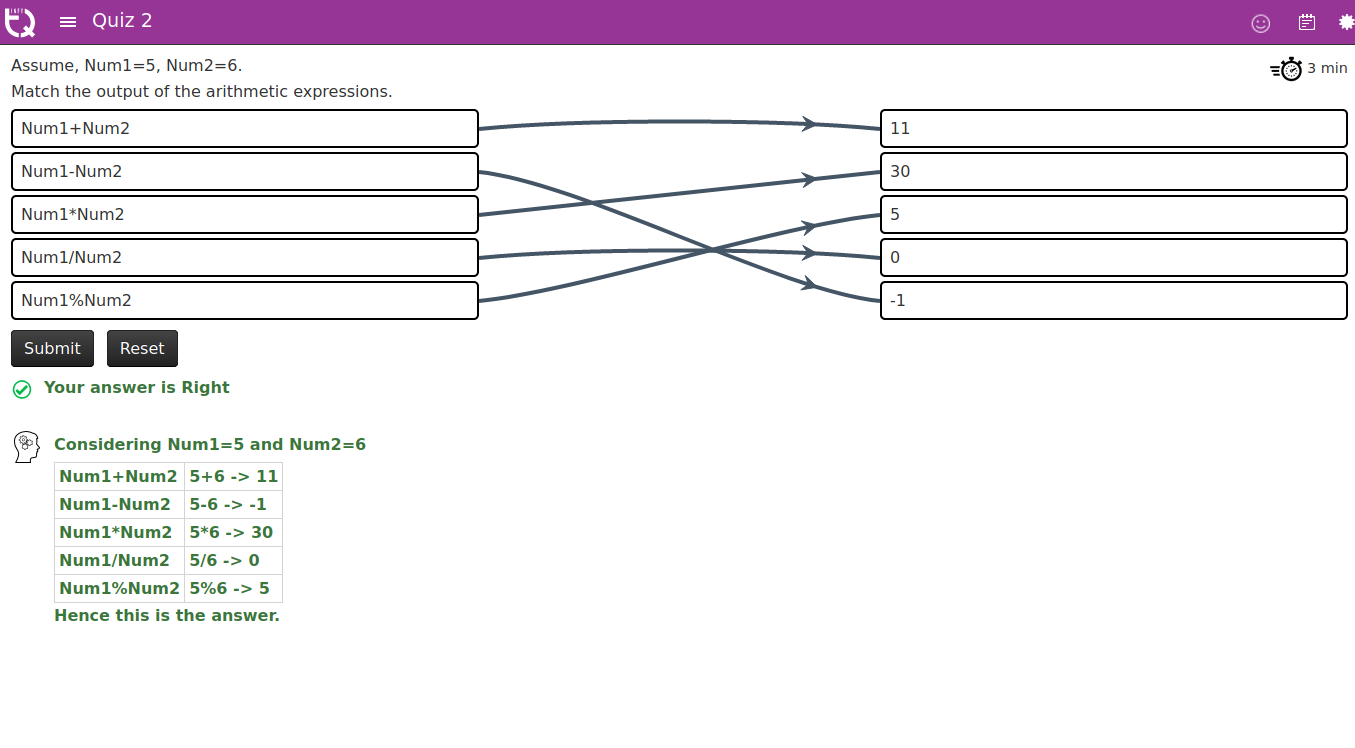 Quiz 2
Assume, Num1=5, Num2=6.
3 min
Match the output of the arithmetic expressions.
Num1+Num2
11
Num1-Num2
30
Num1*Num2
5
Num1/Num2
0
Num1%Num2
-1
Submit
Reset
Your answer is Right
Considering Num1=5 and Num2=6
Num1+Num2 5+6 -> 11
Num1-Num2 5-6 -> -1
Num1*Num2 5*6 -> 30
Num1/Num2 5/6 -> 0
Num1%Num2 5%6 -> 5
Hence this is the answer.